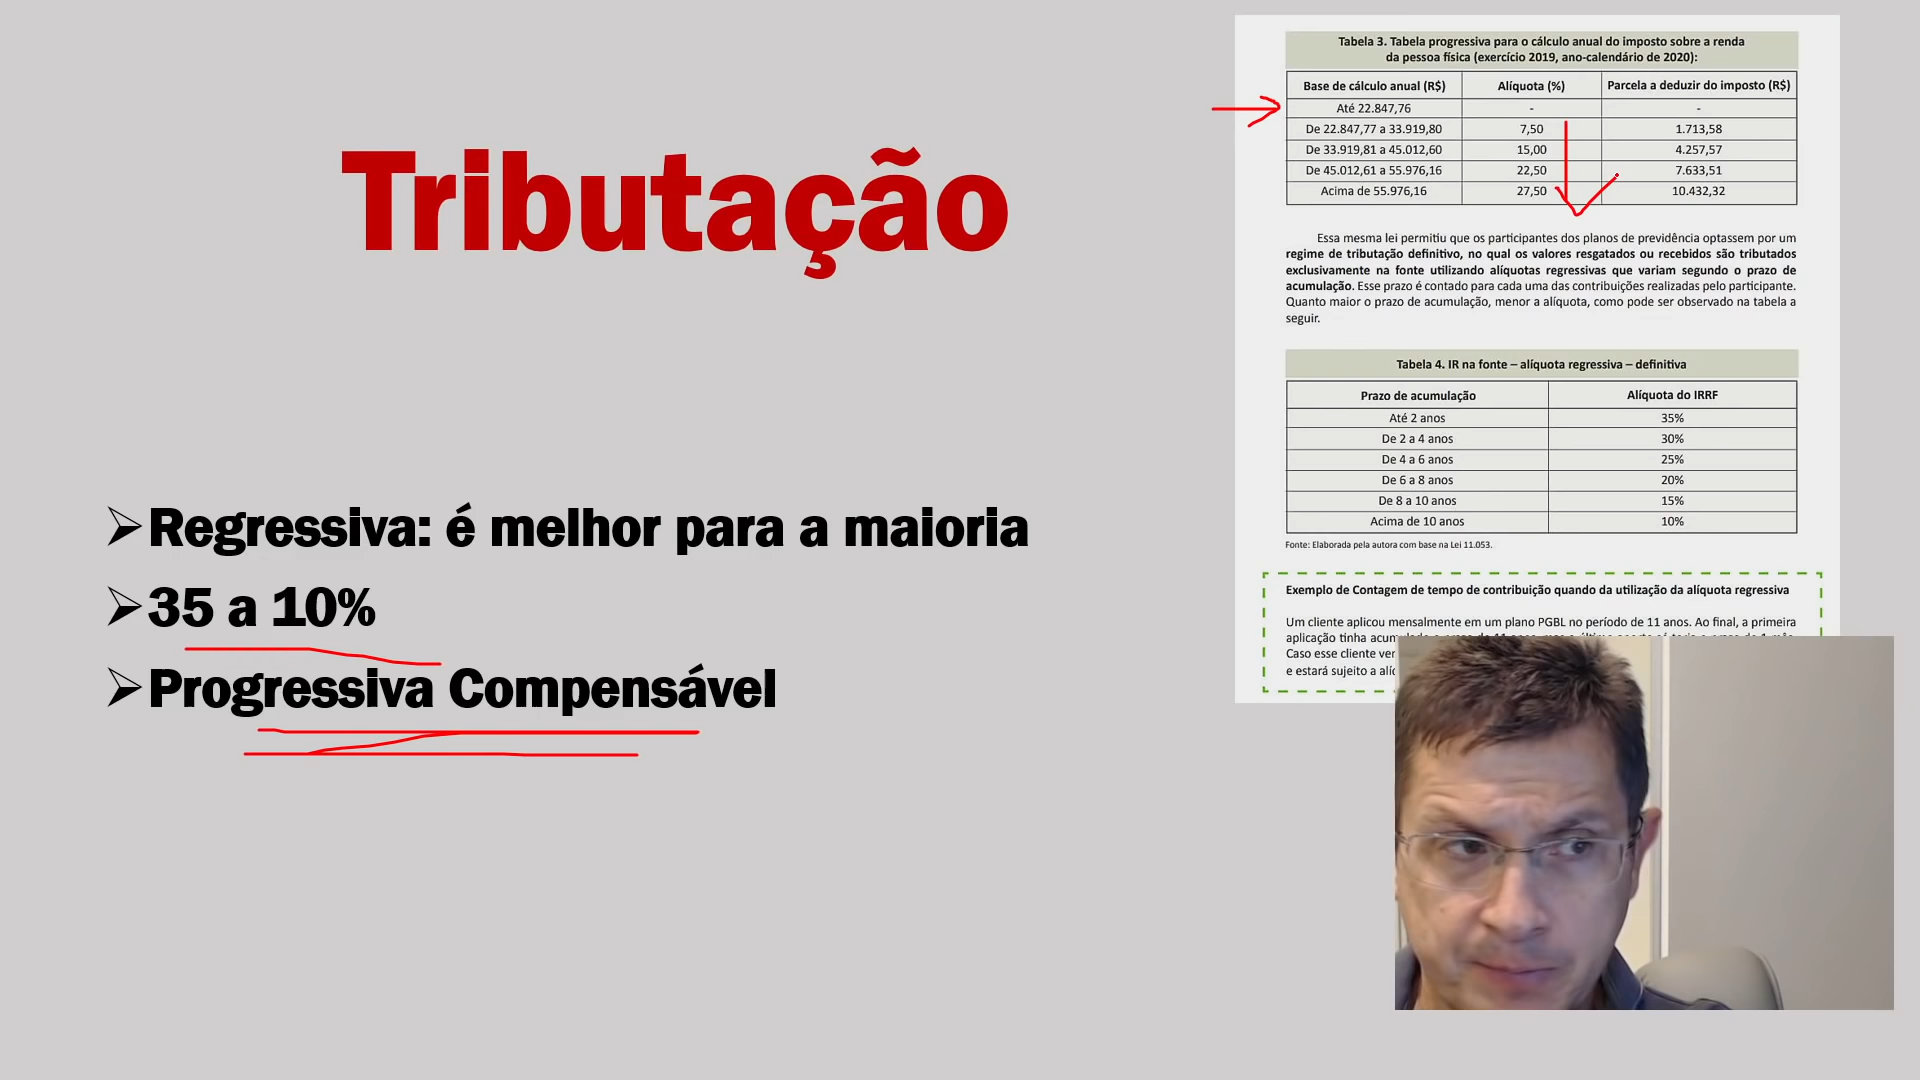 Tributação
➢Regressiva: é melhor para a maioria
➢35 a 10%
➢Progressiva Compensável
Tabela 3. Tabela progressiva para o cálculo anual do imposto sobre a renda
da pessoa física (exercício 2019, ano-calendário de 2020):
Base de cálculo anual (R$) Alíquota (%) Parcela a deduzir do imposto (R$)
Até 22.847,76 - -
De 22.847,77 a 33.919,80 7,50 1.713,58
De 33.919,81 a 45.012,60 15,00 4.257,57
De 45.012,61 a 55.976,16 22,50 7.633,51
Acima de 55.976,16 27,50 10.432,32
Essa mesma lei permitiu que os participantes dos planos de previdência optassem por um
regime de tributação definitivo, no qual os valores resgatados ou recebidos são tributados
exclusivamente na fonte utilizando alíquotas regressivas que variam segundo o prazo de
acumulação. Esse prazo é contado para cada uma das contribuições realizadas pelo participante.
Quanto maior o prazo de acumulação, menor a alíquota, como pode ser observado na tabela a
seguir.
Tabela 4. IR na fonte – alíquota regressiva – definitiva
Prazo de acumulação Alíquota do IRRF
Até 2 anos 35%
De 2 a 4 anos 30%
De 4 a 6 anos 25%
De 6 a 8 anos 20%
De 8 a 10 anos 15%
Acima de 10 anos 10%
Fonte: Elaborada pela autora com base na Lei 11.053.
Exemplo de Contagem de tempo de contribuição quando da utilização da alíquota regressiva
Um cliente aplicou mensalmente em um plano PGBL no período de 11 anos. Ao final, a primeira
aplicação tinha
Caso esse cliente
e estará sujeito a